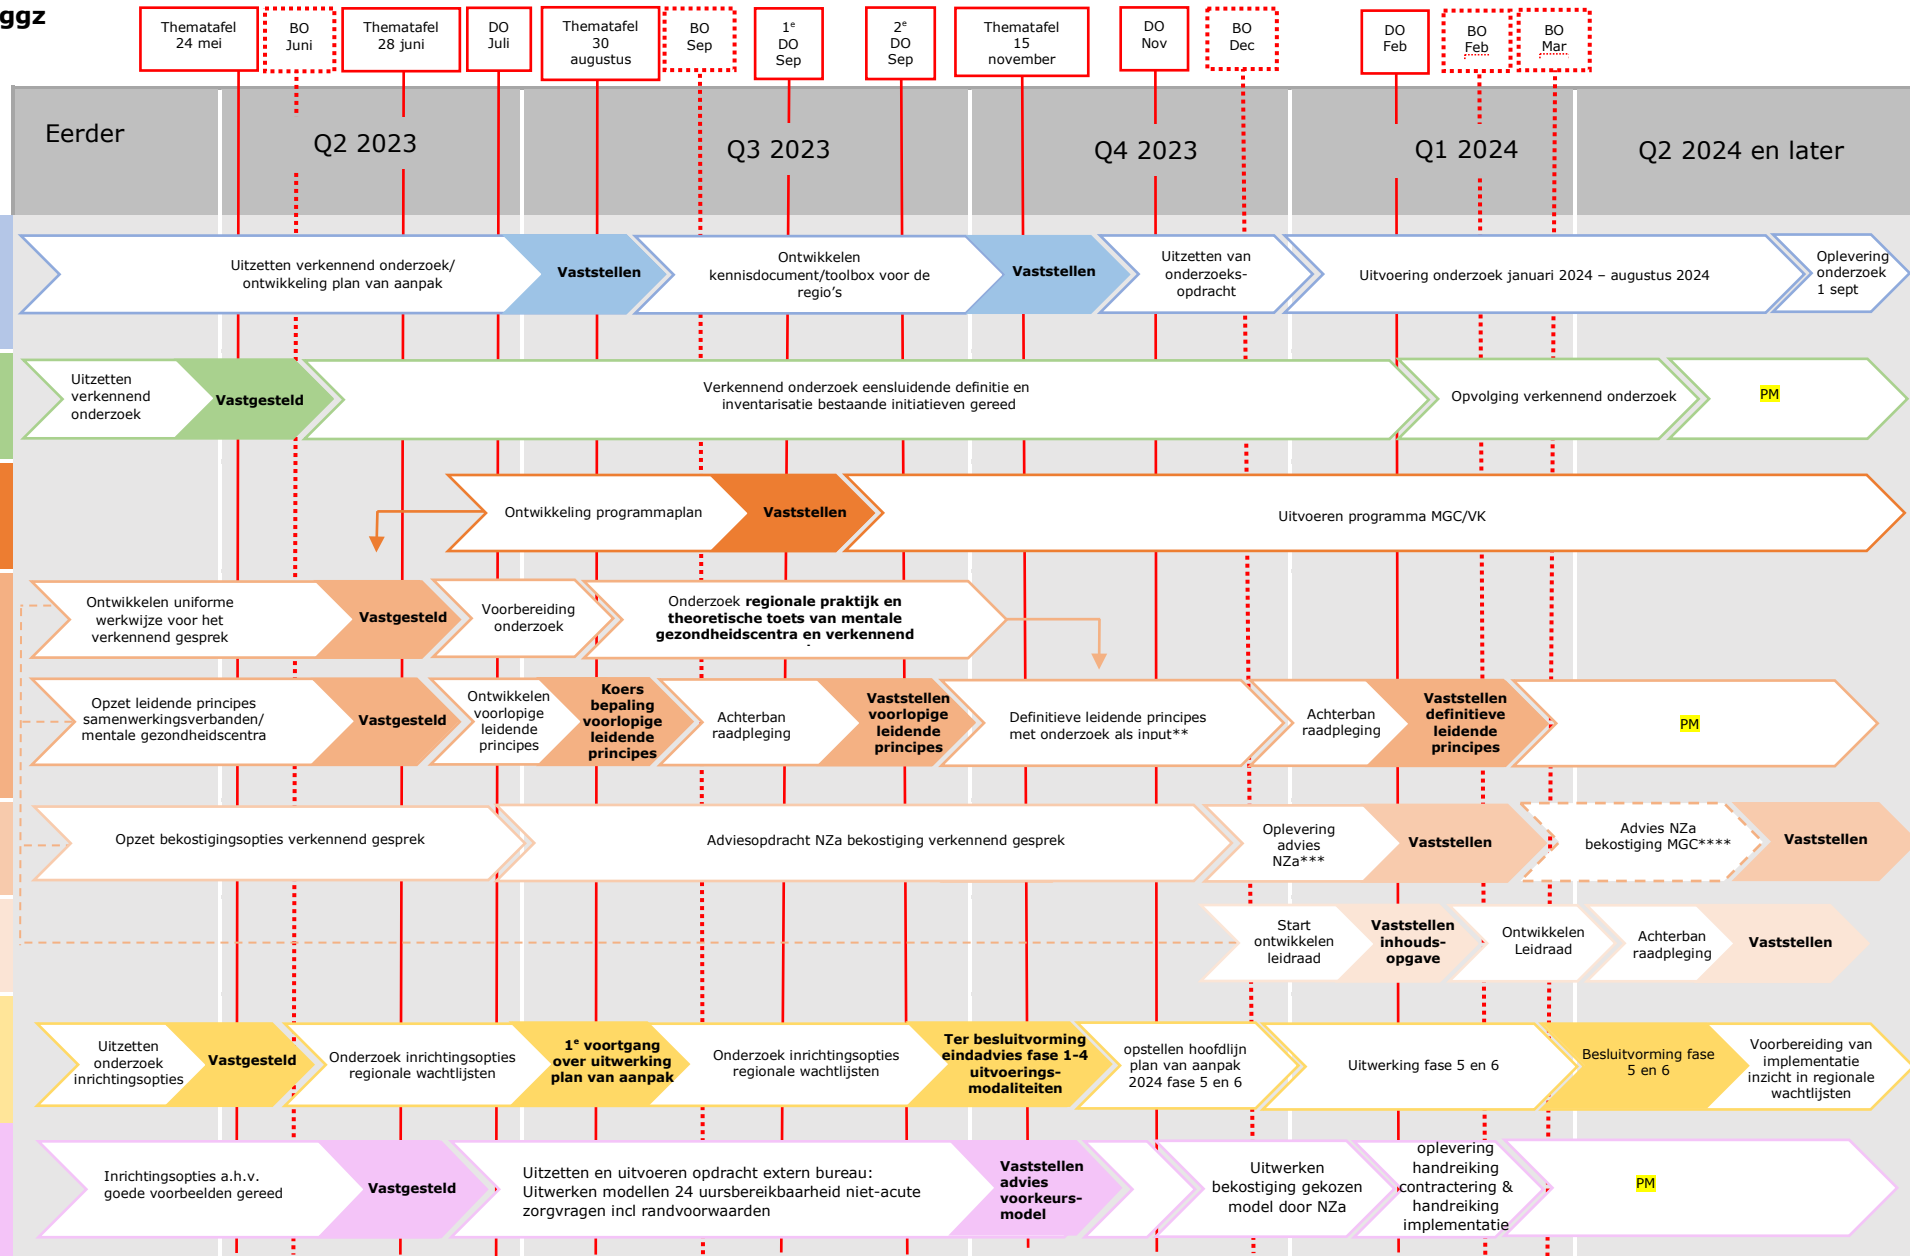 ggz
Thematafel
24 mei
BO
Juni
Thematafel
28 juni
DO
Juli
Thematafel
30
augustus
BO
Sep
1e
DO
Sep
2e
DO
Sep
Thematafel
15
november
DO
Nov
BO
Dec
DO
Feb
BO
Feb
BO
Mar
Eerder
Q2 2023
Q3 2023
Q4 2023
Q1 2024
Q2 2024 en later
Uitzetten verkennend onderzoek/
ontwikkeling plan van aanpak
Vaststellen
Ontwikkelen
kennisdocument/toolbox voor de
regio's
Vaststellen
Uitzetten van
onderzoeks-
opdracht
Uitvoering onderzoek januari 2024 – augustus 2024
Oplevering
onderzoek
1 sept
Uitzetten
verkennend
onderzoek
Vastgesteld
Verkennend onderzoek eensluidende definitie en
inventarisatie bestaande initiatieven gereed
Opvolging verkennend onderzoek
PM
Ontwikkeling programmaplan
Vaststellen
Uitvoeren programma MGC/VK
Ontwikkelen uniforme
werkwijze voor het
verkennend gesprek
Vastgesteld
Voorbereiding
onderzoek
Onderzoek regionale praktijk en
theoretische toets van mentale
gezondheidscentra en verkennend
Opzet leidende principes
samenwerkingsverbanden/
mentale gezondheidscentra
Vastgesteld
Ontwikkelen
voorlopige
leidende
principes
Koers
bepaling
voorlopige
leidende
principes
Achterban
raadpleging
Vaststellen
voorlopige
leidende
principes
Definitieve leidende principes
met onderzoek als input**
Achterban
raadpleging
Vaststellen
definitieve
leidende
principes
PM
Opzet bekostigingsopties verkennend gesprek
Adviesopdracht NZa bekostiging verkennend gesprek
Oplevering
advies
NZa***
Vaststellen
Advies NZa
bekostiging MGC****
Vaststellen
Start
ontwikkelen
leidraad
Vaststellen
inhouds-
opgave
Ontwikkelen
Leidraad
Achterban
raadpleging
Vaststellen
Uitzetten
onderzoek
inrichtingsopties
Vastgesteld
Onderzoek inrichtingsopties
regionale wachtlijsten
1e voortgang
over uitwerking
plan van aanpak
Onderzoek inrichtingsopties
regionale wachtlijsten
Ter besluitvorming
eindadvies fase 1-4
uitvoerings-
modaliteiten
opstellen hoofdlijn
plan van aanpak
2024 fase 5 en 6
Uitwerking fase 5 en 6
Besluitvorming fase
5 en 6
Voorbereiding van
implementatie
inzicht in regionale
wachtlijsten
Inrichtingsopties a.h.v.
goede voorbeelden gereed
Vastgesteld
Uitzetten en uitvoeren opdracht extern bureau:
Uitwerken modellen 24 uursbereikbaarheid niet-acute
zorgvragen incl randvoorwaarden
Vaststellen
advies
voorkeurs-
model
Uitwerken
bekostiging gekozen
model door NZa
oplevering
handreiking
contractering &
handreiking
implementatie
PM